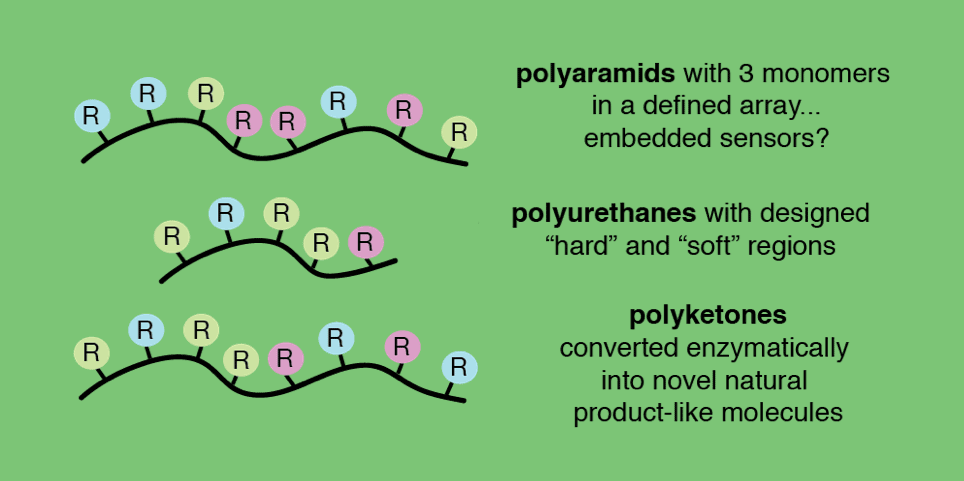 R R R R R R R R
polyaramids with 3 monomers
in a defined array...
embedded sensors?
R R R R R
polyurethanes with designed
“hard” and “soft” regions
R R R R R R R R
polyketones
converted enzymatically
into novel natural
product-like molecules